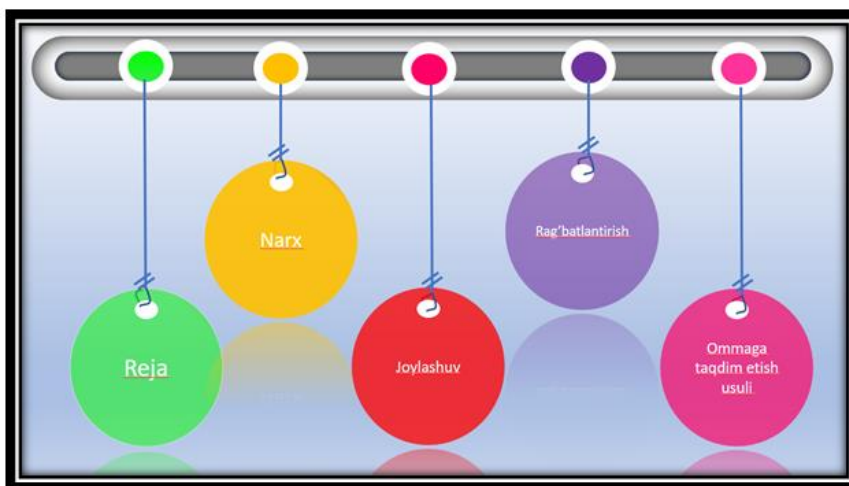 Reja
Narx
Joylashuv
Rag'batlantirish
Ommaga
taqdim etish
usuli